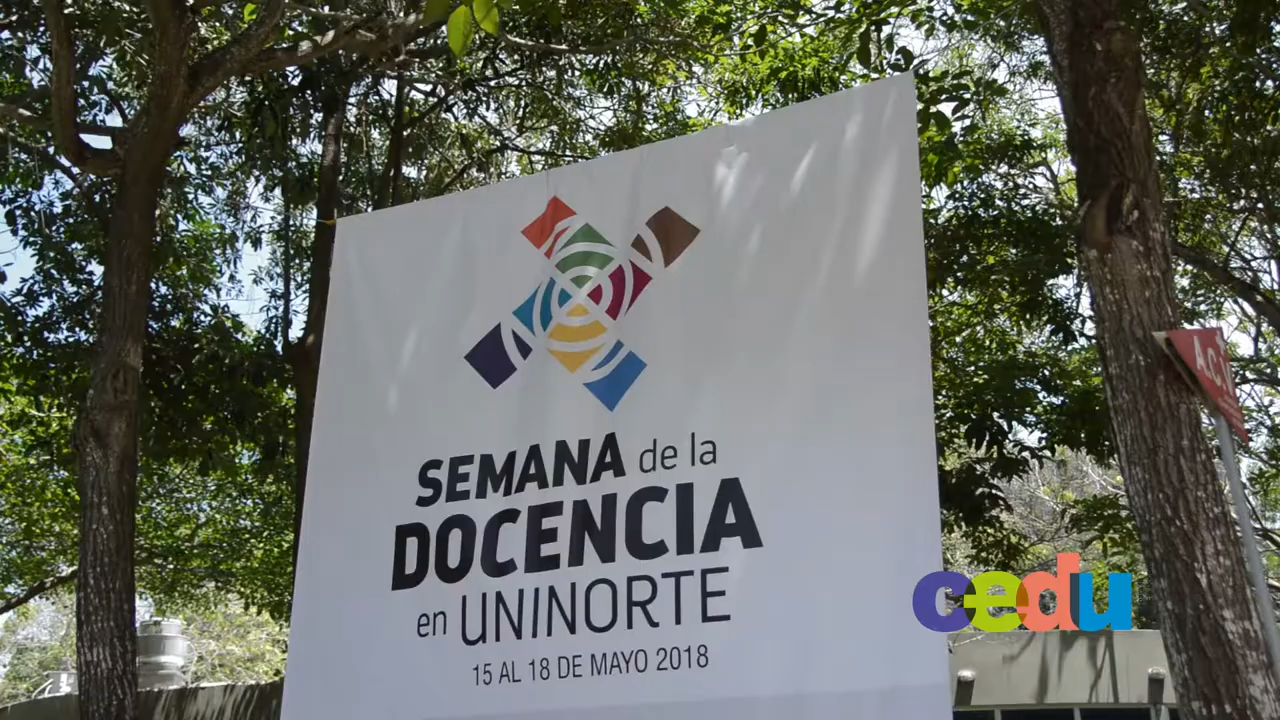 SEMANA de la
DOCENCIA
en UNINORTE
15 AL 18 DE MAYO 2018
cedu